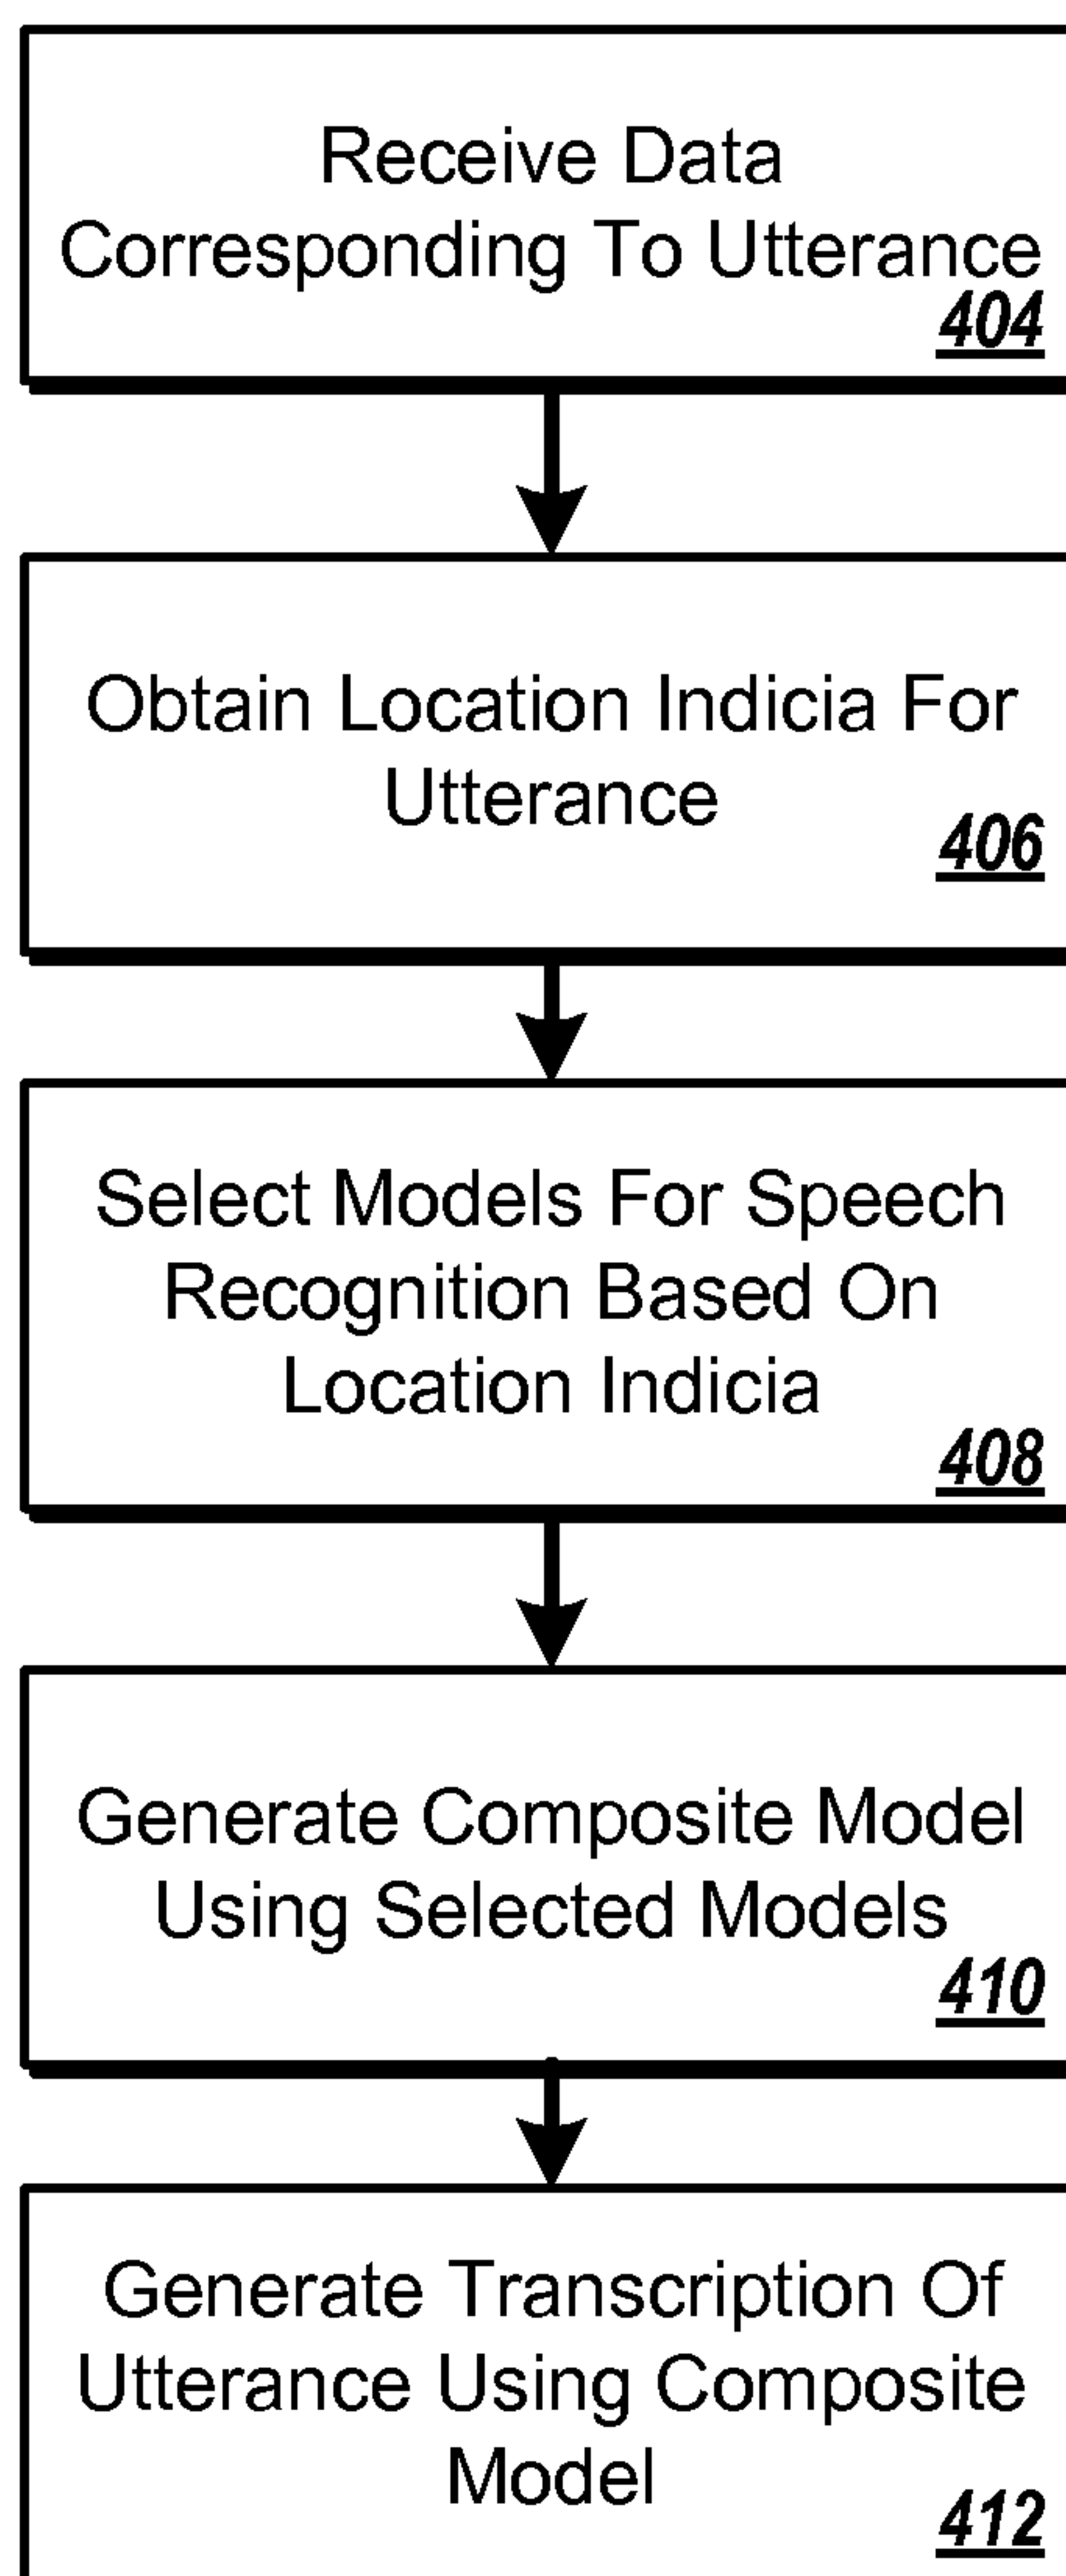 Receive Data
Corresponding To Utterance
404
Obtain Location Indicia For
Utterance
406
Select Models For Speech
Recognition Based On
Location Indicia
408
Generate Composite Model
Using Selected Models
410
Generate Transcription Of
Utterance Using Composite
Model
412